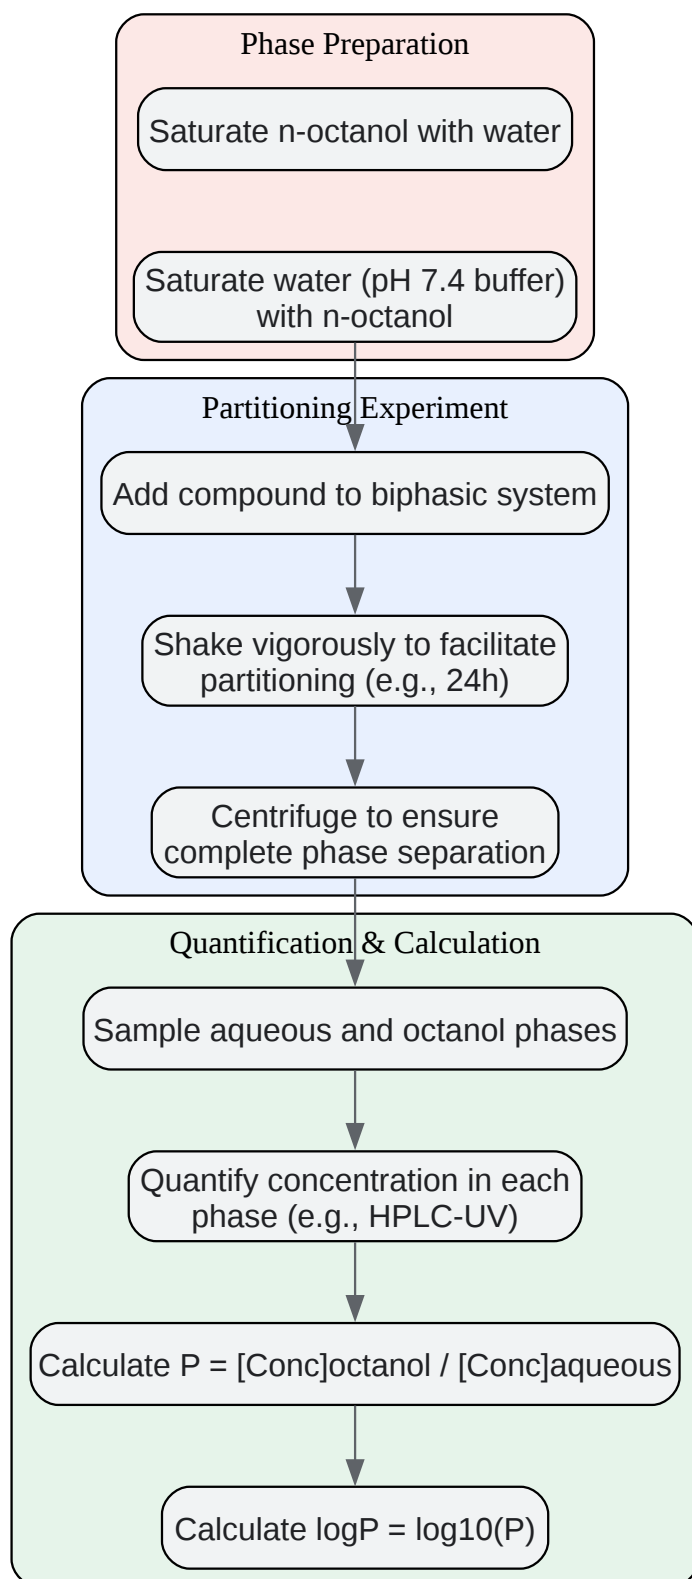 Phase Preparation
Saturate n-octanol with water
Saturate water (pH 7.4 buffer)
with n-octanol
Partitioning Experiment
Add compound to biphasic system
Shake vigorously to facilitate
partitioning (e.g., 24h)
Centrifuge to ensure
complete phase separation
Quantification & Calculation
Sample aqueous and octanol phases
Quantify concentration in each
phase (e.g., HPLC-UV)
Calculate P = [Conc]octanol / [Conc]aqueous
Calculate logP = log10(P)